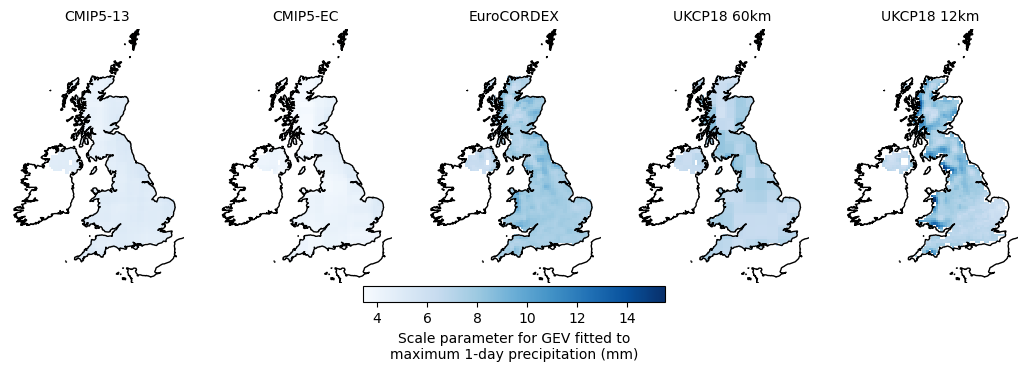 CMIP5-13 CMIP5-EC EuroCORDEX UKCP18 60km UKCP18 12km
4 6 8 10 12 14
Scale parameter for GEV fitted to
maximum 1-day precipitation (mm)